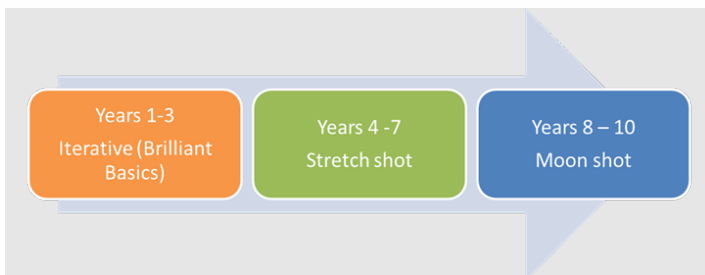 Years 1-3
Iterative (Brilliant
Basics)
Years 4 -7
Stretch shot
Years 8 – 10
Moon shot